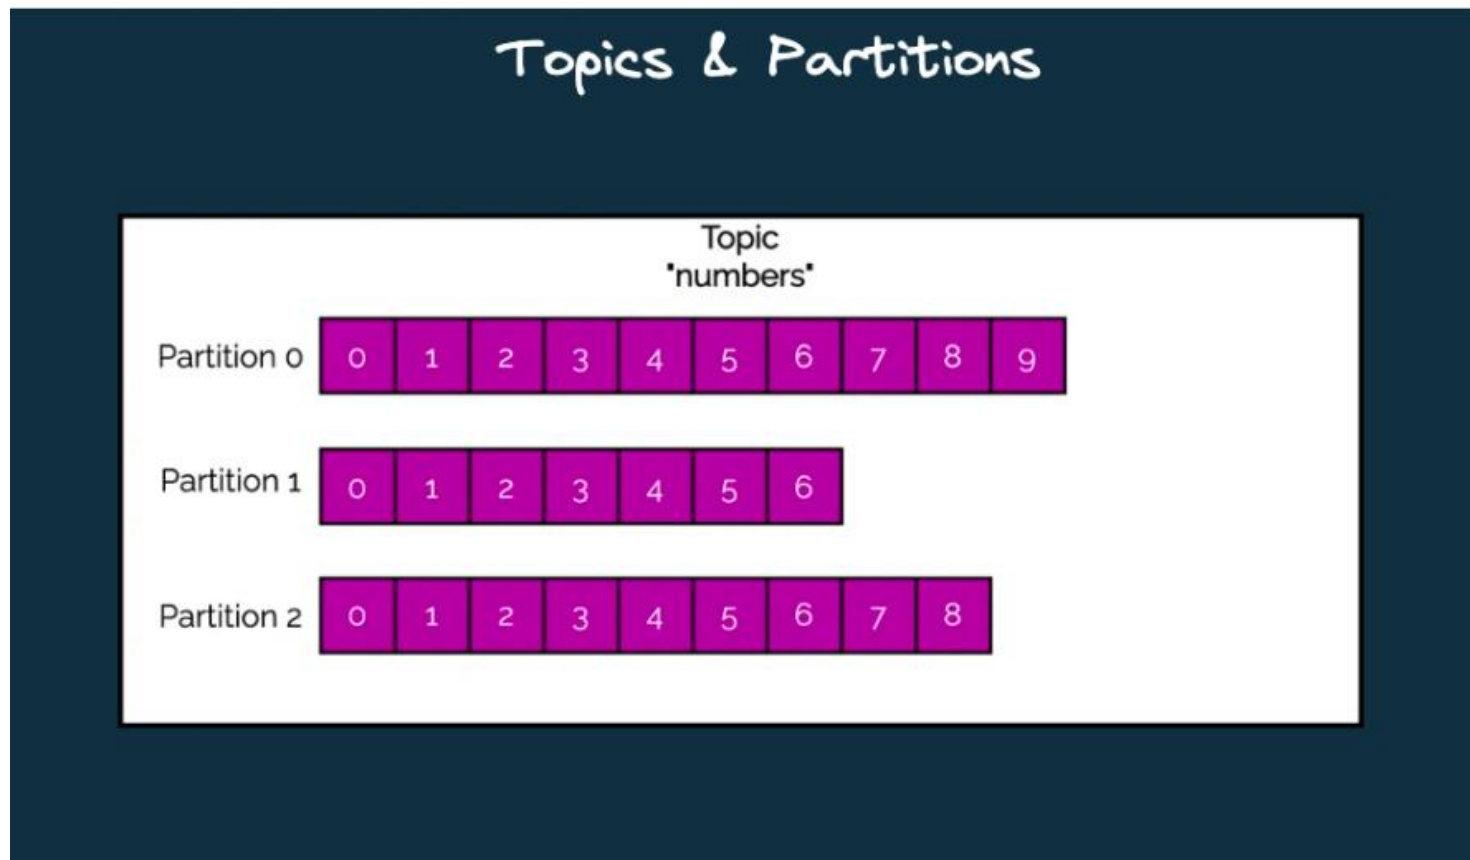 Topics & Partitions
Topic
"numbers"
Partition 0 0 1 2 3 4 5 6 7 8 9
Partition 1 0 1 2 3 4 5 6
Partition 2 0 1 2 3 4 5 6 7 8